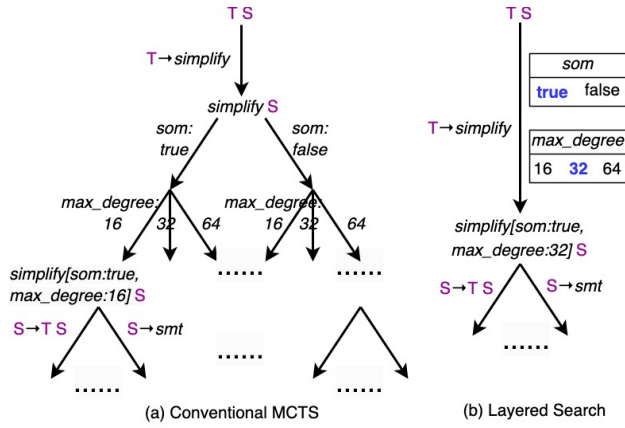 T S
T→simplify
simplify S
som:
true
som:
false
max_degree:
16 32 64
max_degree:
16 32 64
......
......
simplify[som:true,
max_degree:16] S
S→T S
S→smt
......
......
......
(a) Conventional MCTS
T S
som
true false
T→simplify
max_degree
16 32 64
simplify[som:true,
max_degree:32] S
S→T S
S→smt
......
(b) Layered Search